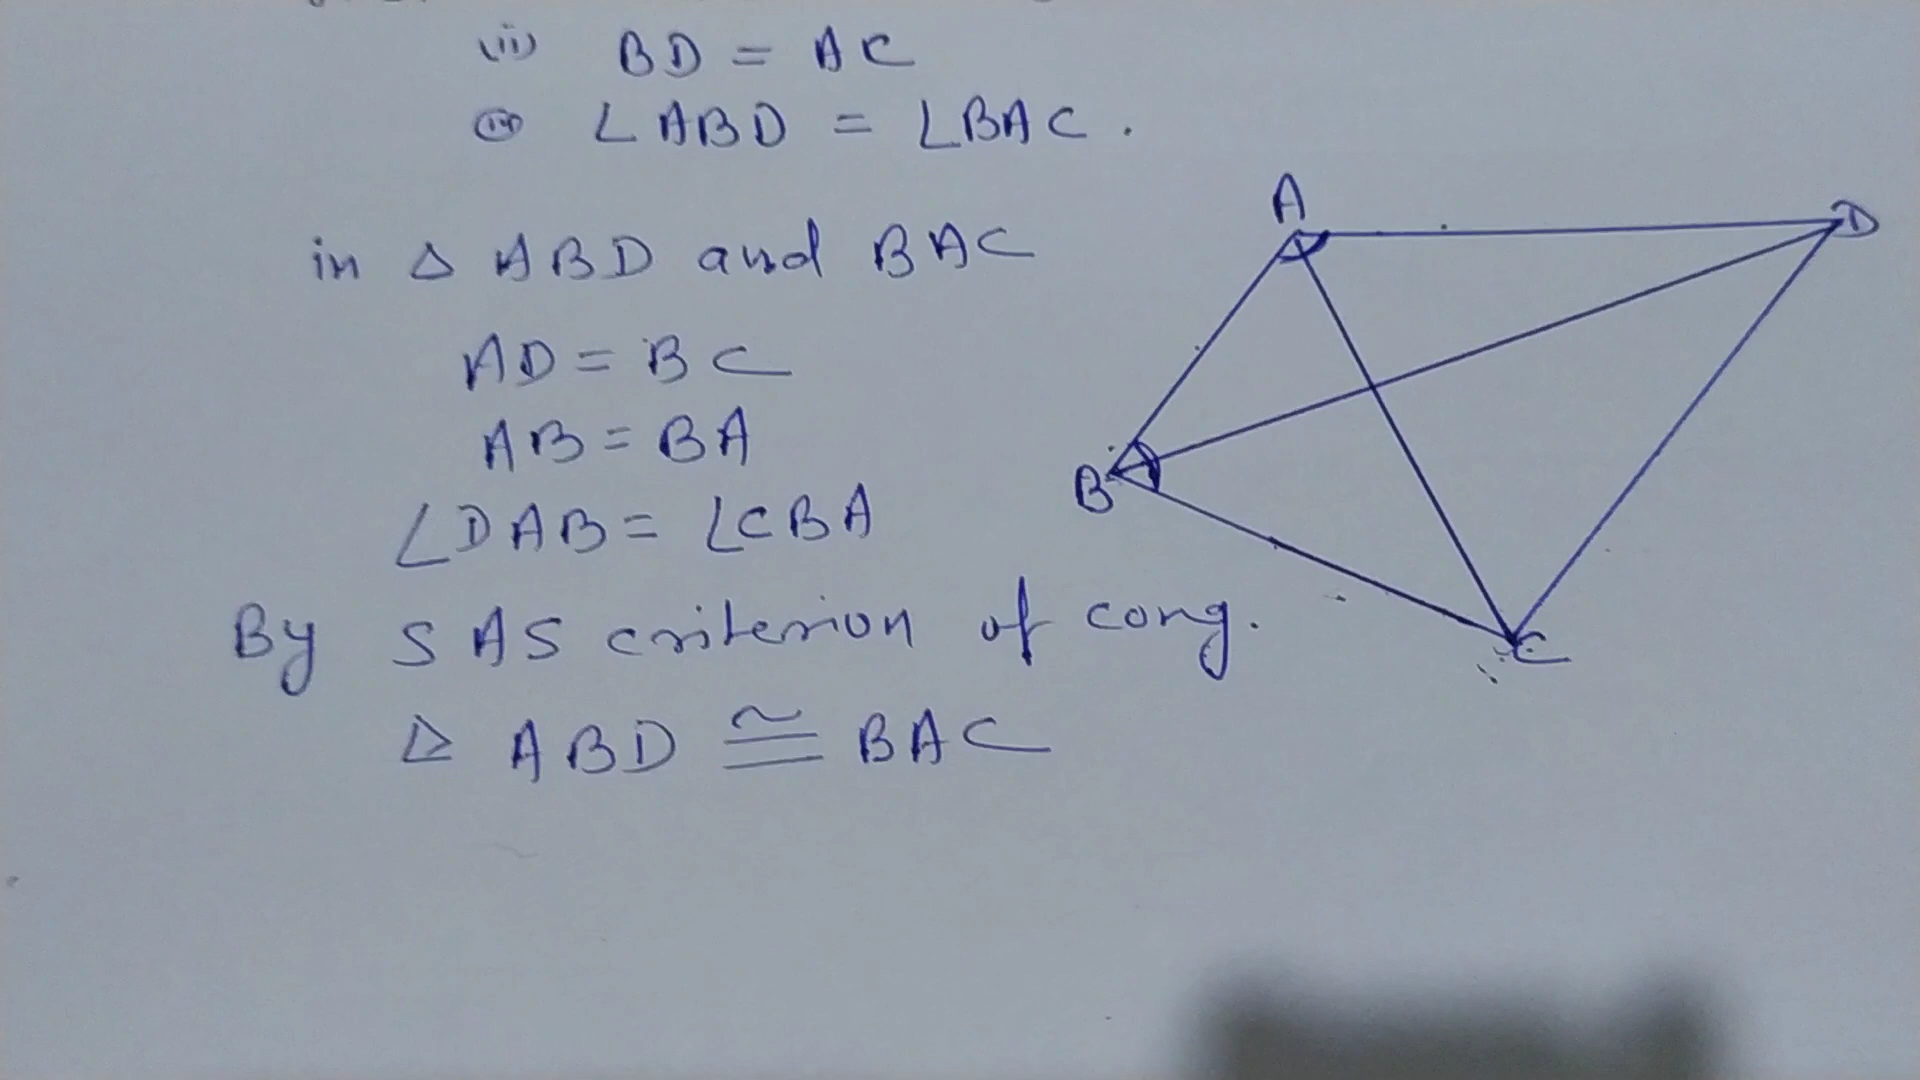 (ii) BD = AC
(iii) ∠ABD = ∠BAC.
in △ ABD and BAC
AD = BC
AB = BA
∠DAB = ∠CBA
By SAS criterion of cong.
△ ABD ≅ BAC
A
D
B
C